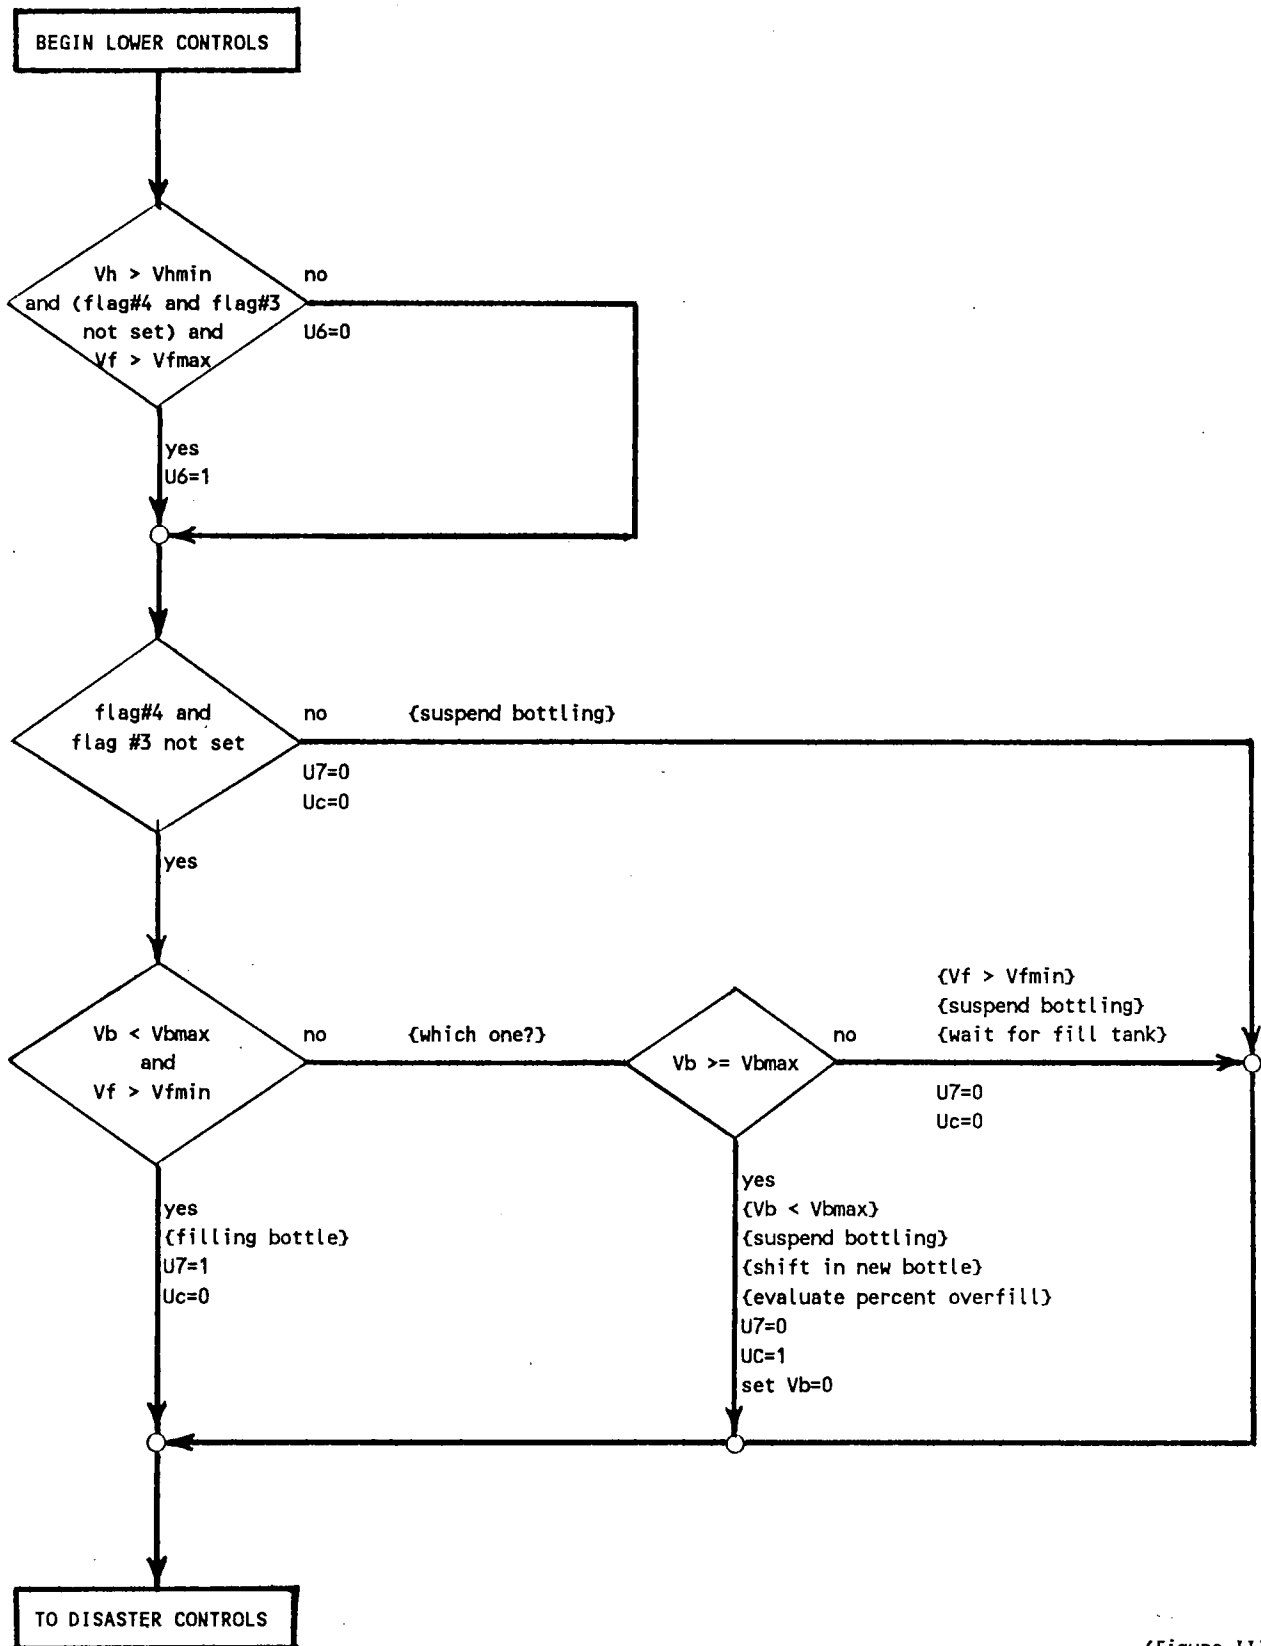 BEGIN LOWER CONTROLS
Vh > Vhmin
and (flag#4 and flag#3
not set) and
Vf > Vfmax
no
U6=0
yes
U6=1
flag#4 and
flag #3 not set
no
{suspend bottling}
U7=0
Uc=0
yes
Vb < Vbmax
and
Vf > Vfmin
no
{which one?}
Vb >= Vbmax
no
{Vf > Vfmin}
{suspend bottling}
{wait for fill tank}
U7=0
Uc=0
yes
{filling bottle}
U7=1
Uc=0
yes
{Vb < Vbmax}
{suspend bottling}
{shift in new bottle}
{evaluate percent overfill}
U7=0
UC=1
set Vb=0
TO DISASTER CONTROLS
(Figure